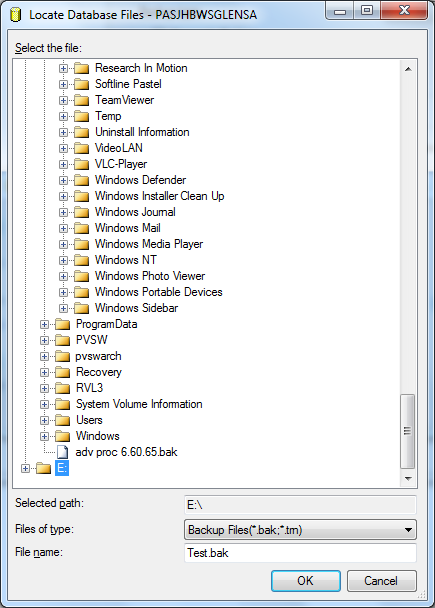 Locate Database Files - PASJHBWSGLENSA
Select the file:
Research In Motion
Softline Pastel
TeamViewer
Temp
Uninstall Information
VideoLAN
VLC-Player
Windows Defender
Windows Installer Clean Up
Windows Journal
Windows Mail
Windows Media Player
Windows NT
Windows Photo Viewer
Windows Portable Devices
Windows Sidebar
ProgramData
PVSW
pvswarch
Recovery
RVL3
System Volume Information
Users
Windows
adv proc 6.60.65.bak
E:
Selected path:
E:\
Files of type:
Backup Files(*.bak;*.trn)
File name:
Test.bak
OK
Cancel